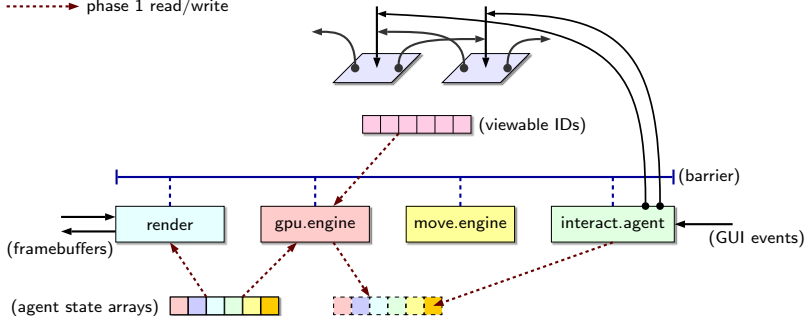 phase 1 read/write
(viewable IDs)
(barrier)
render
gpu.engine
move.engine
interact.agent
(framebuffers)
(GUI events)
(agent state arrays)